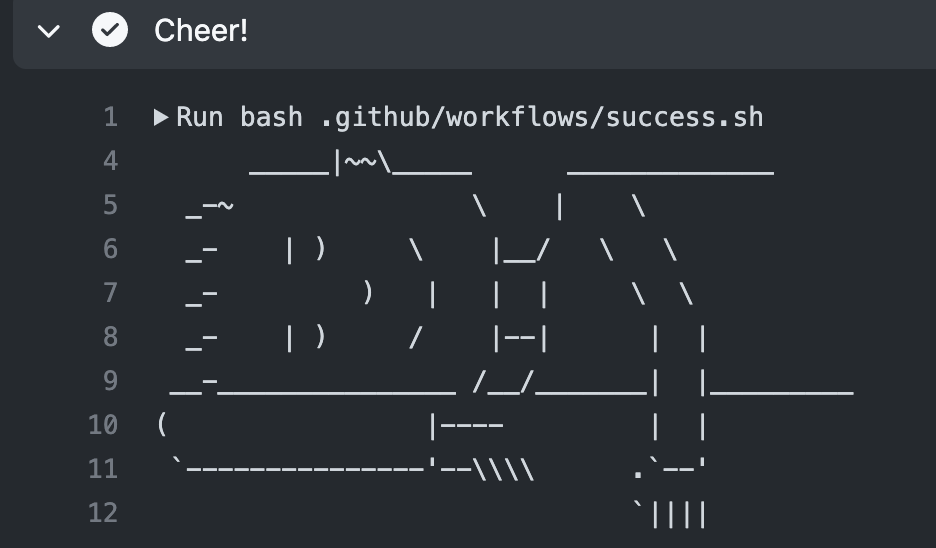 Cheer!
1 ▶Run bash .github/workflows/success.sh
4       _____|~~\_____      _____________
5   _-~               \    |    \
6   _-    | )     \    |__/   \   \
7   _-         )   |   |  |     \  \
8   _-    | )     /    |--|      |  |
9  __-_______________ /__/_______|  |_________
10 (                |----         |  |
11  `---------------'--\\\\      .`--'
12                              `||||